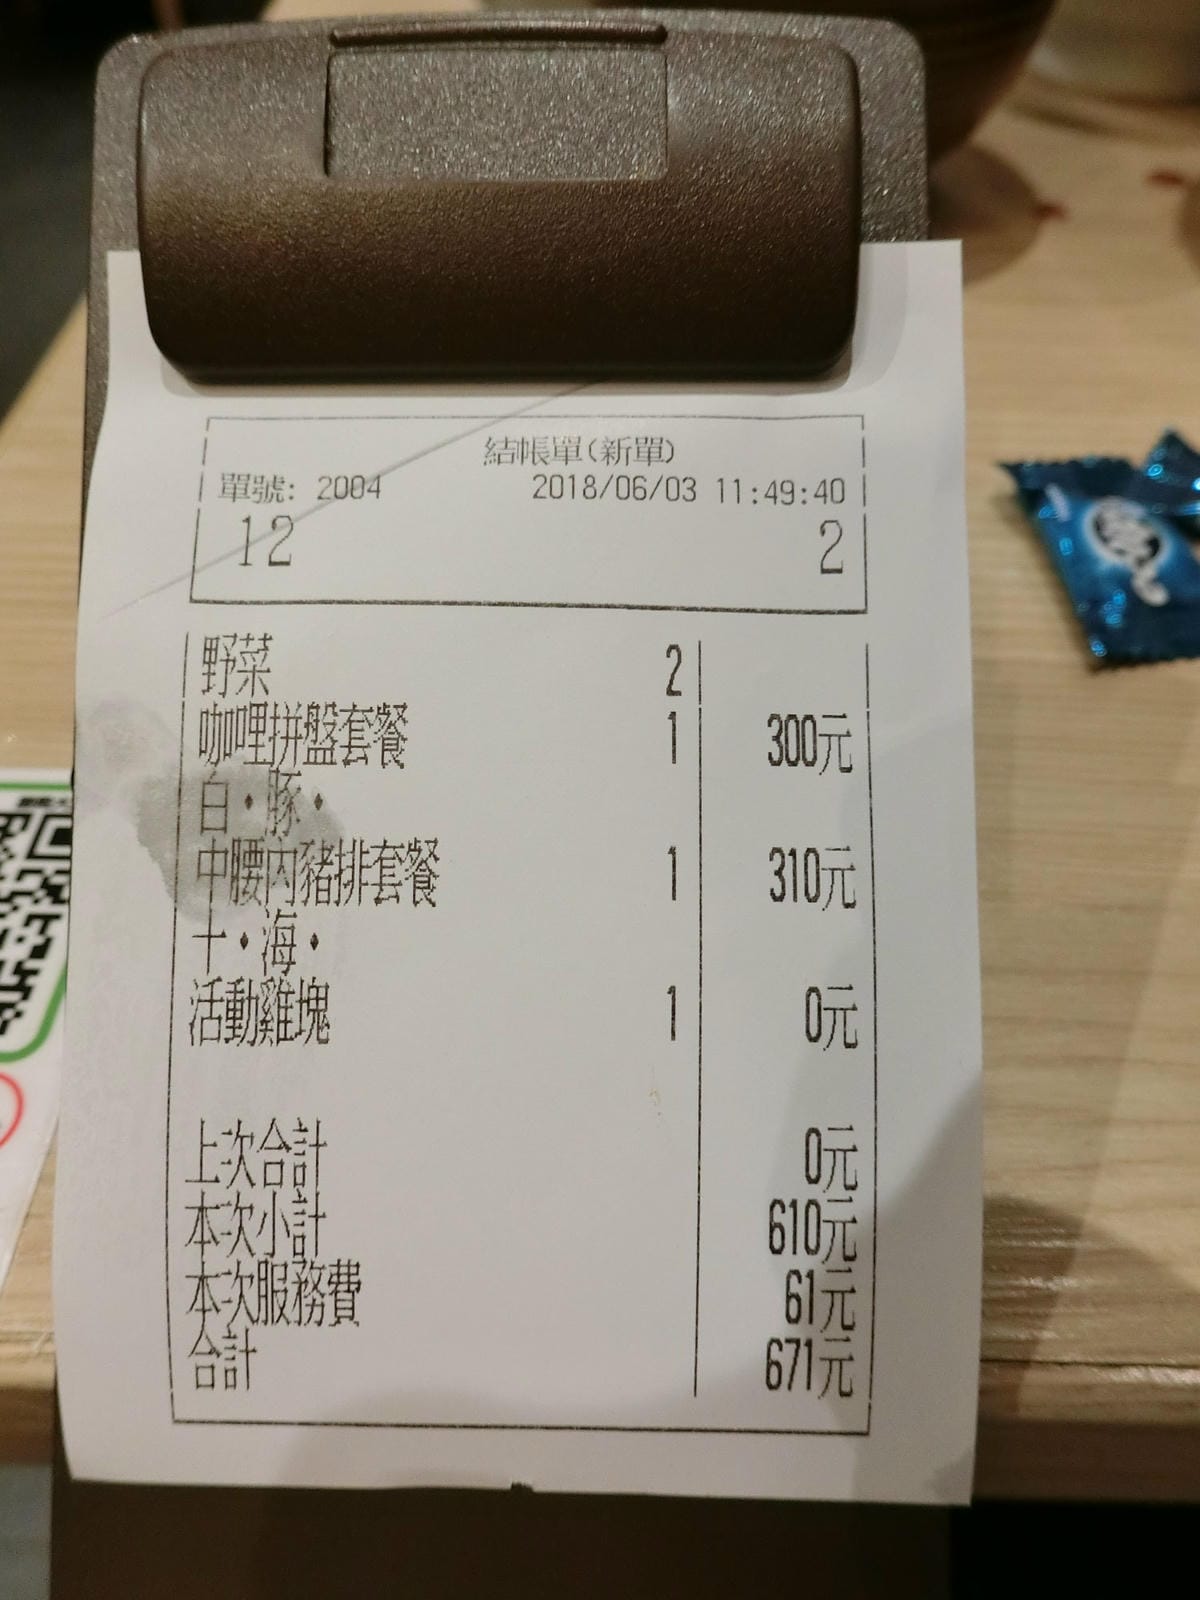 結帳單(新單)
單號: 2004 2018/06/03 11:49:40
12 2
野菜 2
咖哩拼盤套餐 1 300元
白・豚・
中腰內豬排套餐 1 310元
十・海・
活動雞塊 1 0元
上次合計 0元
本次小計 610元
本次服務費 61元
合計 671元